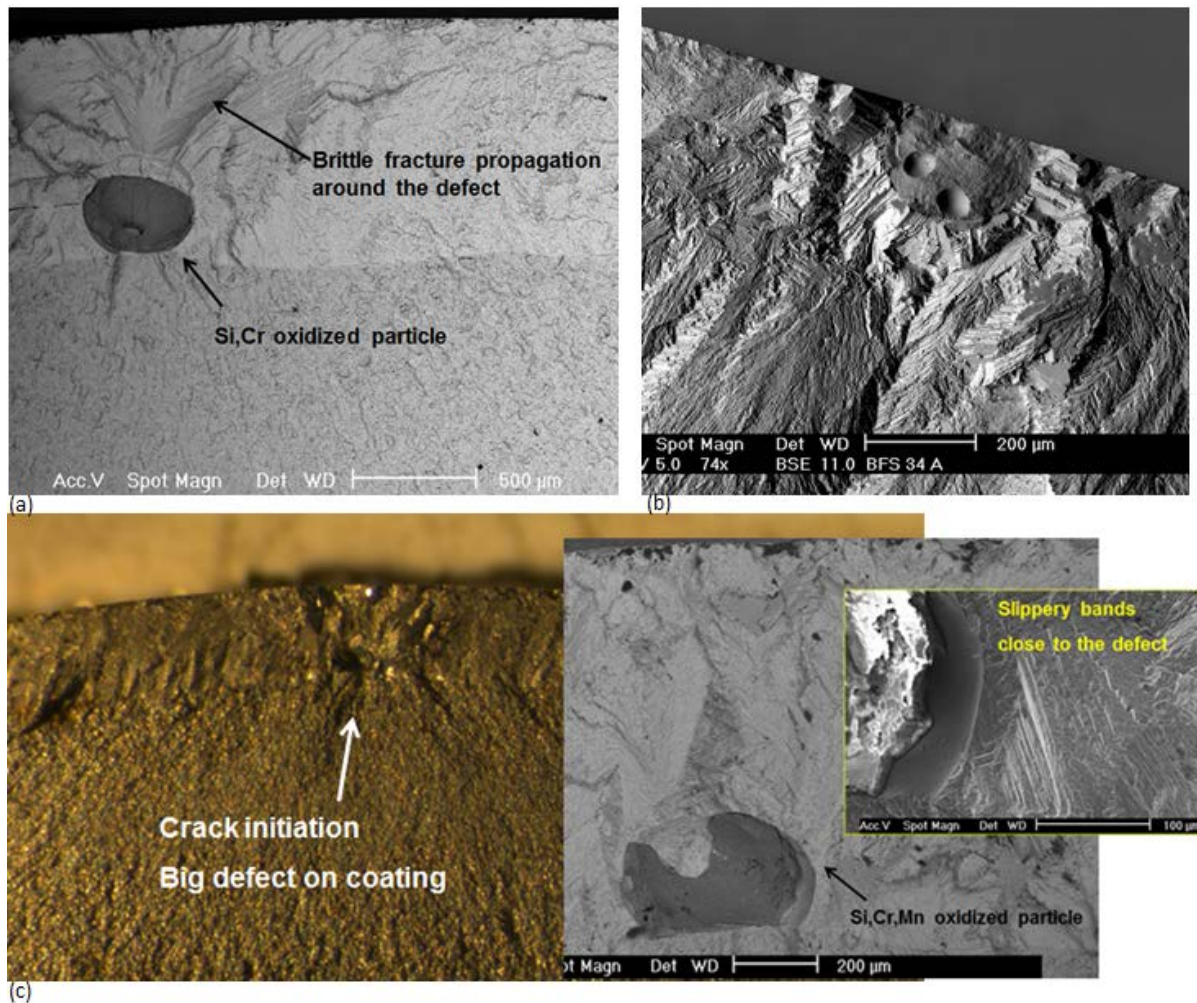 Brittle fracture propagation
around the defect
Si,Cr oxidized particle
Acc.V Spot Magn Det WD 500 µm
(a)
Spot Magn Det WD 200 µm
V 5.0 74x BSE 11.0 BFS 34 A
(b)
Crack initiation
Big defect on coating
Slippery bands
close to the defect
Acc.V Spot Magn Det WD 100 µm
Si,Cr,Mn oxidized particle
ot Magn Det WD 200 µm
(c)